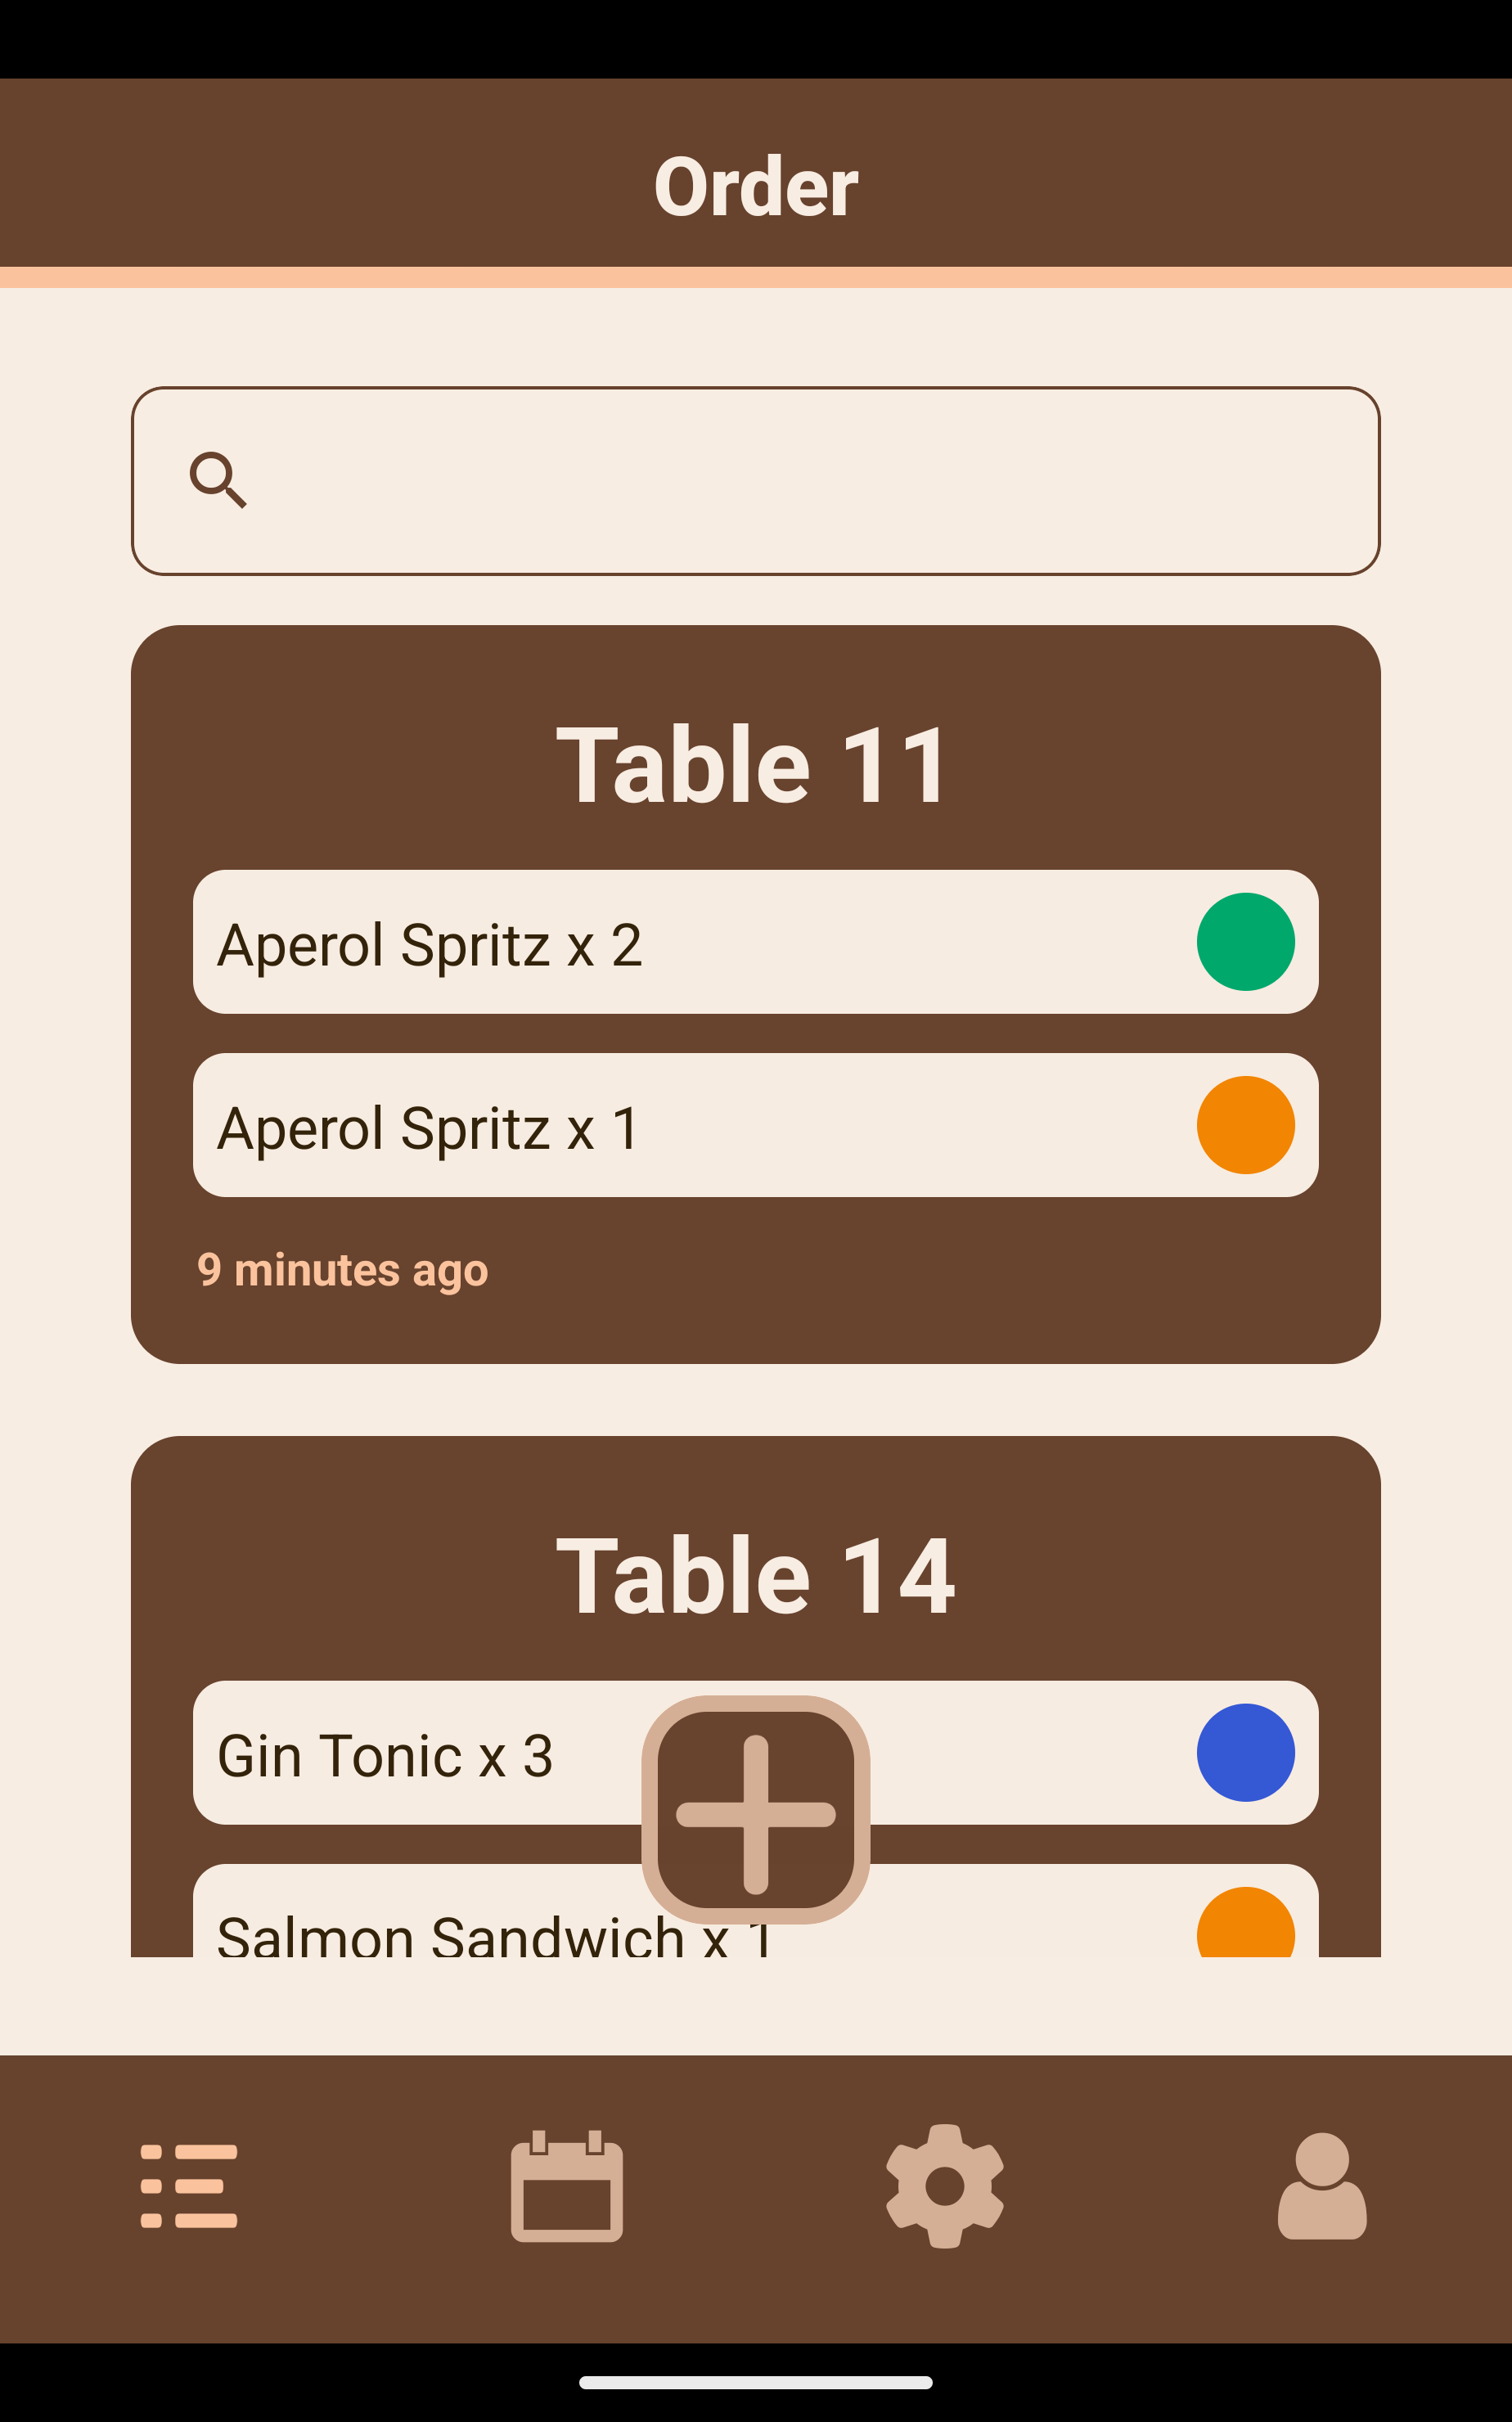 Order
Table 11
Aperol Spritz x 2
Aperol Spritz x 1
9 minutes ago
Table 14
Gin Tonic x 3
Salmon Sandwich x 1